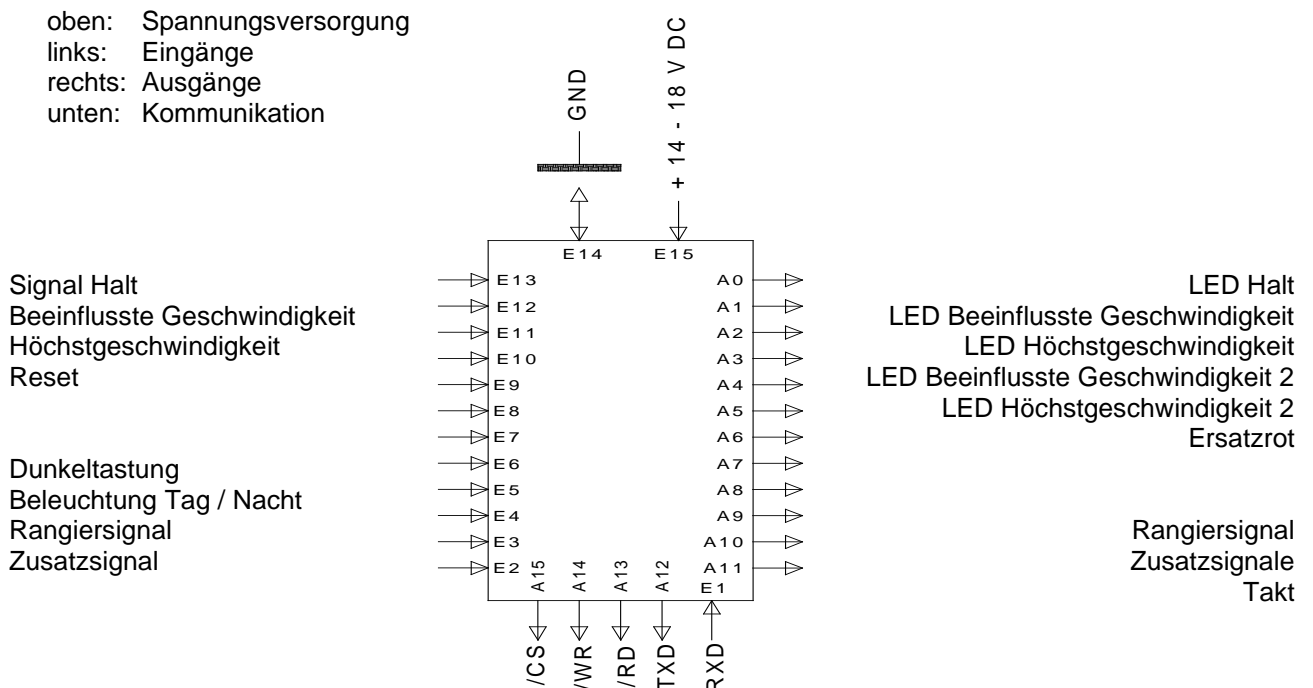 oben: Spannungsversorgung
links: Eingänge
rechts: Ausgänge
unten: Kommunikation
GND
+ 14 - 18 V DC
E14 E15
Signal Halt
Beeinflusste Geschwindigkeit
Höchstgeschwindigkeit
Reset
Dunkeltastung
Beleuchtung Tag / Nacht
Rangiersignal
Zusatzsignal
E13
E12
E11
E10
E9
E8
E7
E6
E5
E4
E3
E2
A0
A1
A2
A3
A4
A5
A6
A7
A8
A9
A10
A11
LED Halt
LED Beeinflusste Geschwindigkeit
LED Höchstgeschwindigkeit
LED Beeinflusste Geschwindigkeit 2
LED Höchstgeschwindigkeit 2
Ersatzrot
Rangiersignal
Zusatzsignale
Takt
A15
A14
A13
A12
E1
/CS
/WR
/RD
TXD
RXD